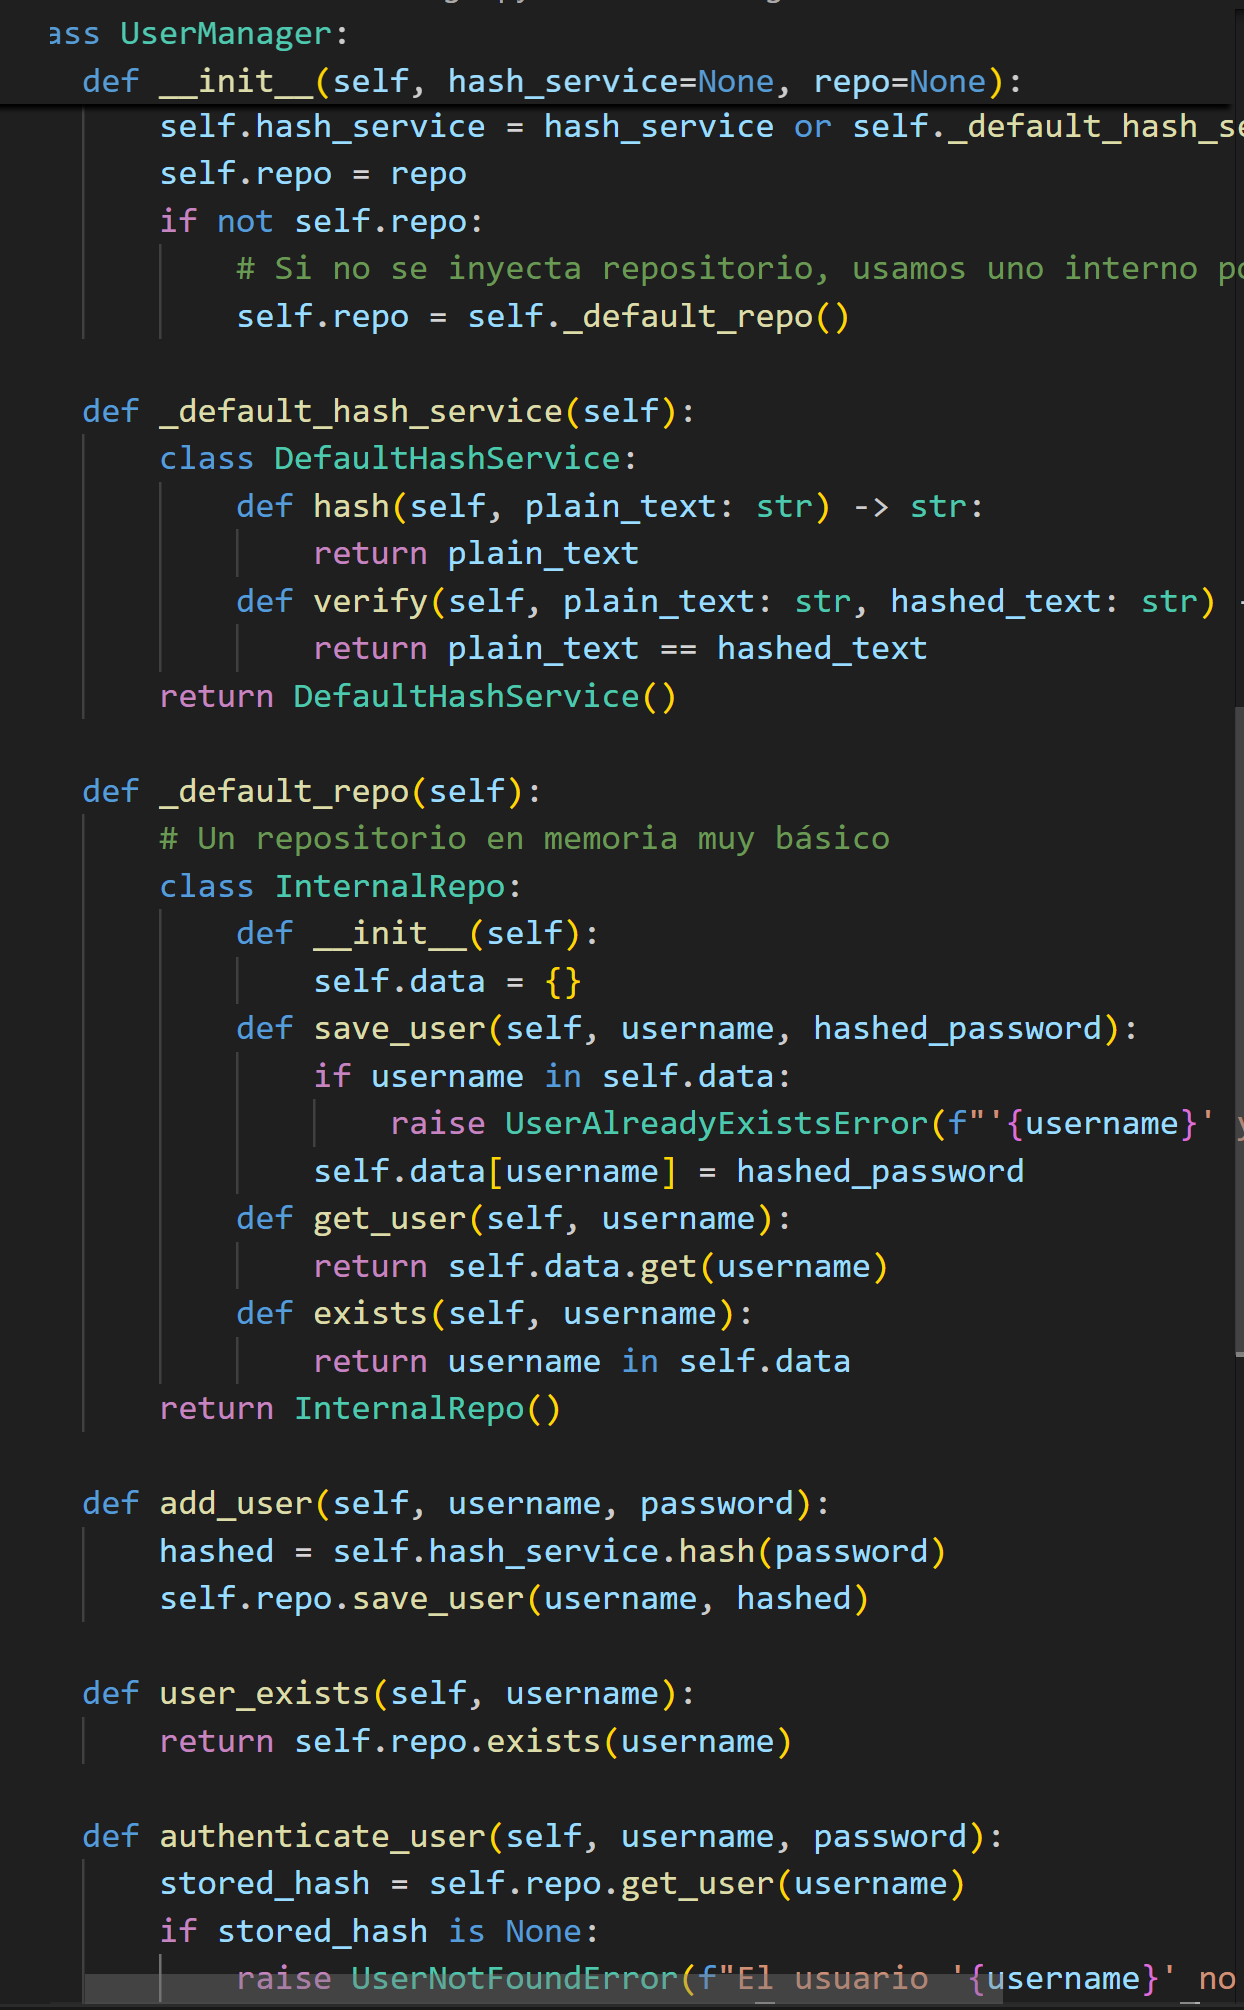 ass UserManager:
def __init__(self, hash_service=None, repo=None):
self.hash_service = hash_service or self._default_hash_se
self.repo = repo
if not self.repo:
# Si no se inyecta repositorio, usamos uno interno po
self.repo = self._default_repo()
def _default_hash_service(self):
class DefaultHashService:
def hash(self, plain_text: str) -> str:
return plain_text
def verify(self, plain_text: str, hashed_text: str) -
return plain_text == hashed_text
return DefaultHashService()
def _default_repo(self):
# Un repositorio en memoria muy básico
class InternalRepo:
def __init__(self):
self.data = {}
def save_user(self, username, hashed_password):
if username in self.data:
raise UserAlreadyExistsError(f"'{username}' y
self.data[username] = hashed_password
def get_user(self, username):
return self.data.get(username)
def exists(self, username):
return username in self.data
return InternalRepo()
def add_user(self, username, password):
hashed = self.hash_service.hash(password)
self.repo.save_user(username, hashed)
def user_exists(self, username):
return self.repo.exists(username)
def authenticate_user(self, username, password):
stored_hash = self.repo.get_user(username)
if stored_hash is None:
raise UserNotFoundError(f"El usuario '{username}' no